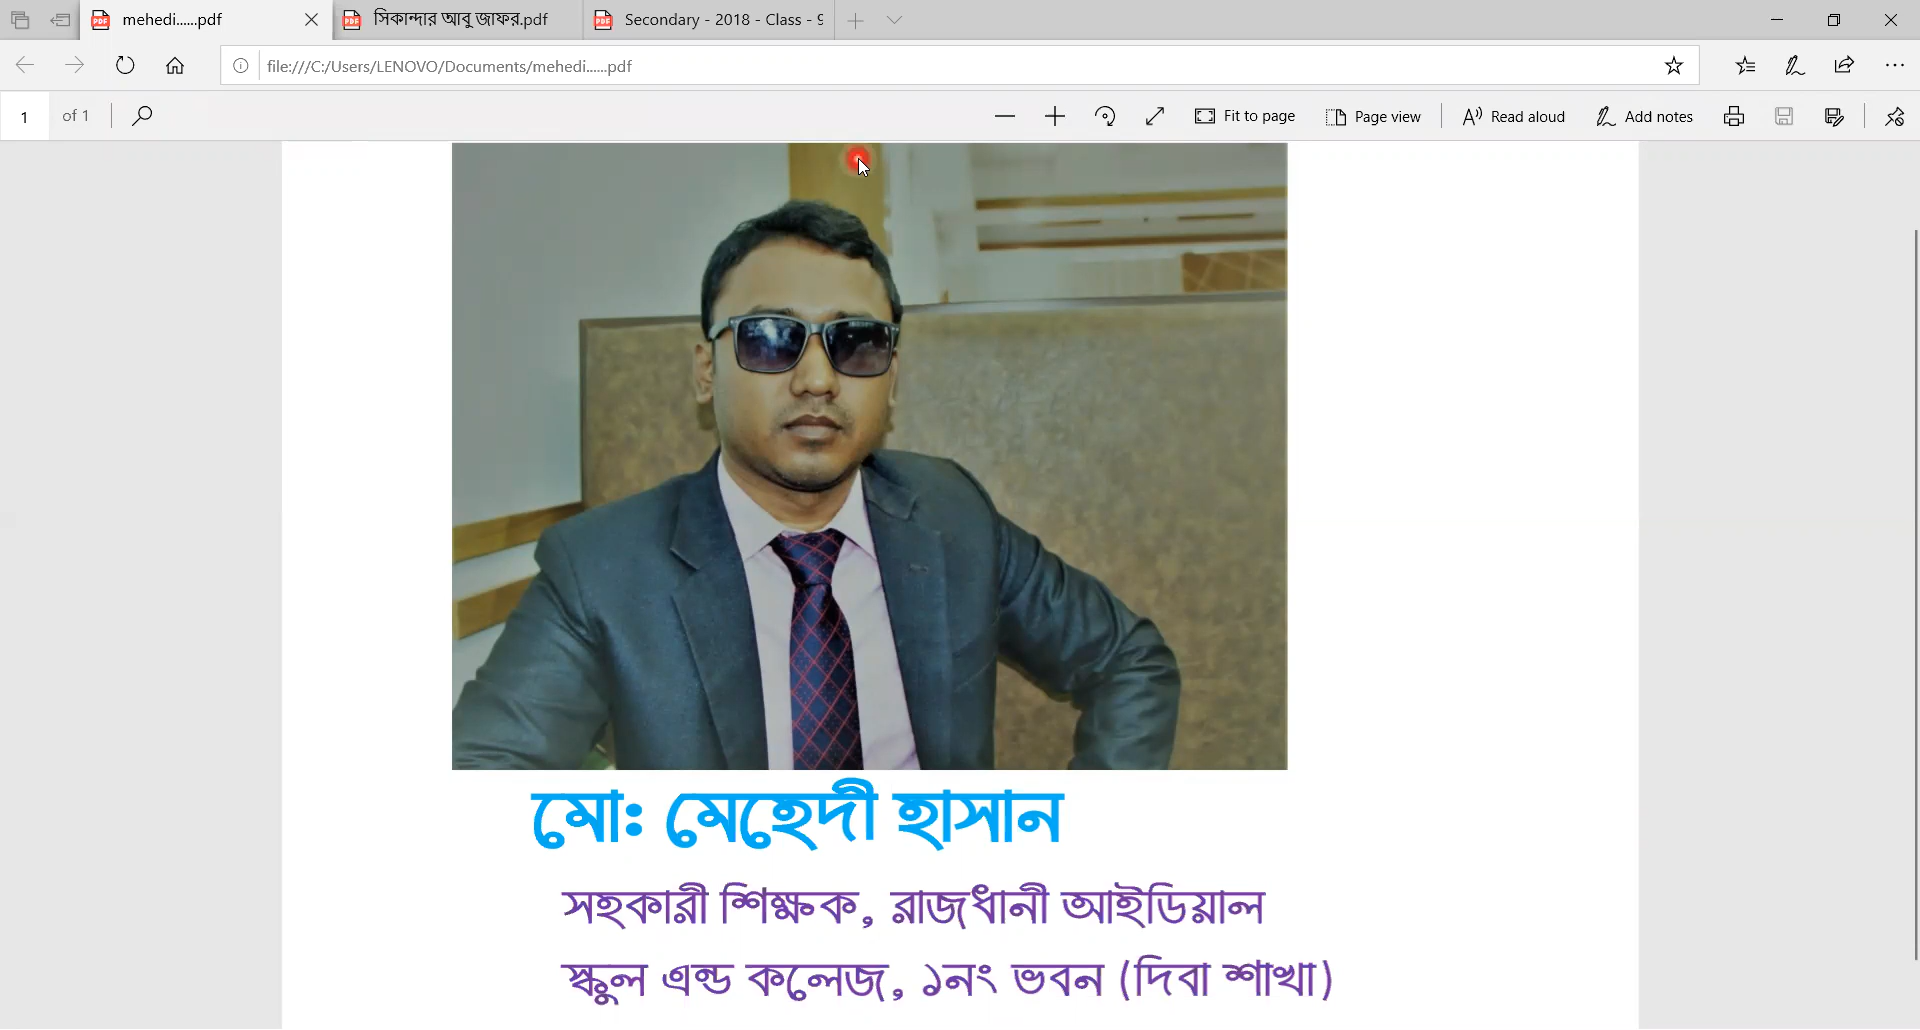 mehedi......pdf
সিকান্দার আবু জাফর.pdf
Secondary - 2018 - Class - 9
file:///C:/Users/LENOVO/Documents/mehedi......pdf
1 of 1
Fit to page
Page view
Read aloud
Add notes
মোঃ মেহেদী হাসান
সহকারী শিক্ষক, রাজধানী আইডিয়াল
স্কুল এন্ড কলেজ, ১নং ভবন (দিবা শাখা)